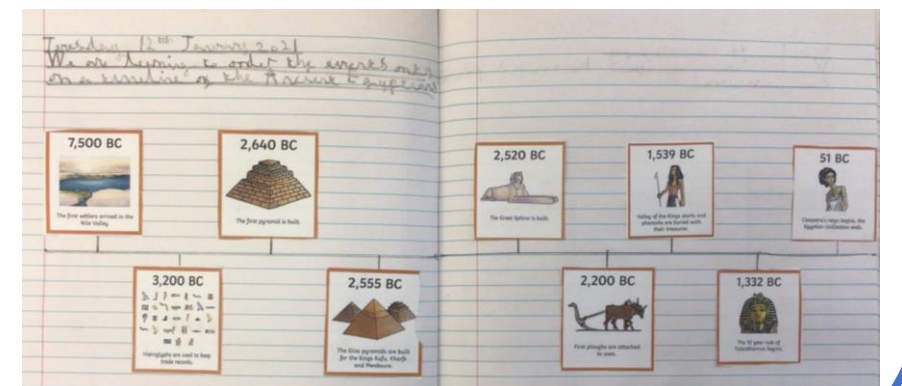 Tuesday 12th January 2021
We are learning to order the events onto
on a timeline of the Ancient Egyptians
7,500 BC
The first settlers arrived in the
Nile Valley.
3,200 BC
Hieroglyphs are used to keep
trade records.
2,640 BC
The first pyramid is built.
2,555 BC
The Giza pyramids are built
for the Kings Kufu, Kharfe
and Menkaure.
2,520 BC
The Great Sphinx is built.
2,200 BC
First ploughs are attached
to oxen.
1,539 BC
Valley of the Kings starts and
pharaohs are buried with
their treasures.
1,332 BC
The 10 year rule of
Tutankhamun begins.
51 BC
Cleopatra's reign begins, the
Egyptian civilisation ends.